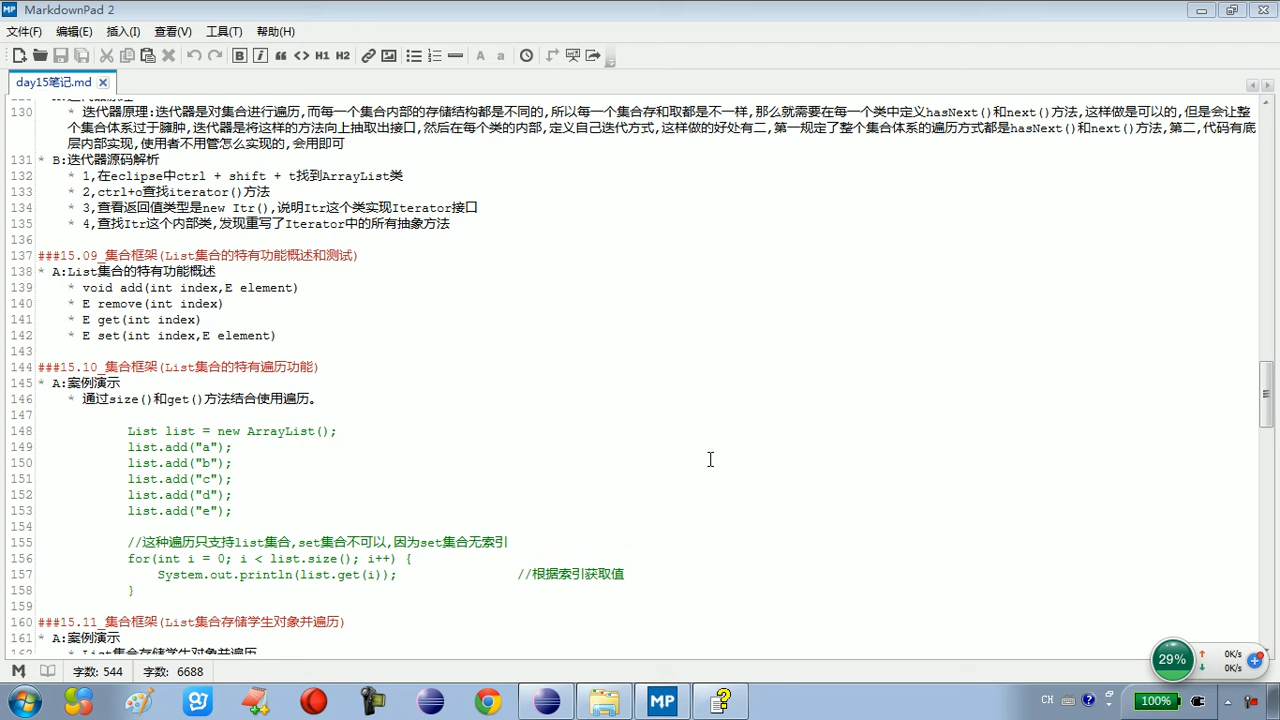 MarkdownPad 2
文件(F) 编辑(E) 插入(I) 查看(V) 工具(T) 帮助(H)
B I “ <> H1 H2 A a
day15笔记.md
130 * 迭代器原理:迭代器是对集合进行遍历,而每一个集合内部的存储结构都是不同的,所以每一个集合存和取都是不一样,那么就需要在每一个类中定义hasNext()和next()方法,这样做是可以的,但是会让整
个集合体系过于臃肿,迭代器是将这样的方法向上抽取出接口,然后在每个类的内部,定义自己迭代方式,这样做的好处有二,第一规定了整个集合体系的遍历方式都是hasNext()和next()方法,第二,代码有底
层内部实现,使用者不用管怎么实现的,会用即可
131 * B:迭代器源码解析
132 * 1,在eclipse中ctrl + shift + t找到ArrayList类
133 * 2,ctrl+o查找iterator()方法
134 * 3,查看返回值类型是new Itr(),说明Itr这个类实现Iterator接口
135 * 4,查找Itr这个内部类,发现重写了Iterator中的所有抽象方法
136
137 ###15.09_集合框架(List集合的特有功能概述和测试)
138 * A:List集合的特有功能概述
139 * void add(int index,E element)
140 * E remove(int index)
141 * E get(int index)
142 * E set(int index,E element)
143
144 ###15.10_集合框架(List集合的特有遍历功能)
145 * A:案例演示
146 * 通过size()和get()方法结合使用遍历。
147
148 List list = new ArrayList();
149 list.add("a");
150 list.add("b");
151 list.add("c");
152 list.add("d");
153 list.add("e");
154
155 //这种遍历只支持list集合,set集合不可以,因为set集合无索引
156 for(int i = 0; i < list.size(); i++) {
157 System.out.println(list.get(i)); //根据索引获取值
158 }
159
160 ###15.11_集合框架(List集合存储学生对象并遍历)
161 * A:案例演示
162 * List集合存储学生对象并遍历
字数: 544 字数: 6688
29% 0K/s
0K/s
MP CH 100%